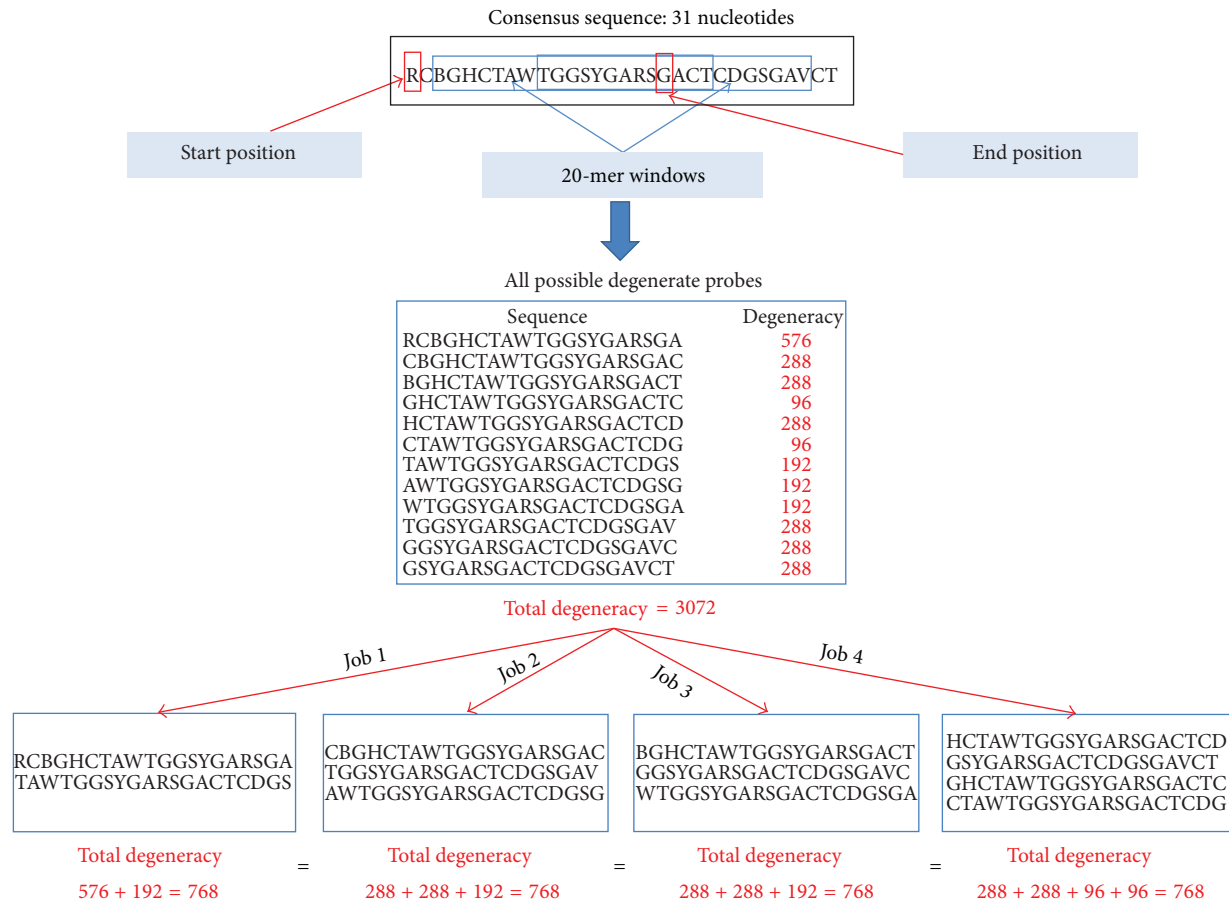 Consensus sequence: 31 nucleotides
RCBGHCTAWTGGSYGARSGACTCDGSGAVCT
Start position
End position
20-mer windows
All possible degenerate probes
Sequence Degeneracy
RCBGHCTAWTGGSYGARSGA 576
CBGHCTAWTGGSYGARSGAC 288
BGHCTAWTGGSYGARSGACT 288
GHCTAWTGGSYGARSGACTC 96
HCTAWTGGSYGARSGACTCD 288
CTAWTGGSYGARSGACTCDG 96
TAWTGGSYGARSGACTCDGS 192
AWTGGSYGARSGACTCDGSG 192
WTGGSYGARSGACTCDGSGA 192
TGGSYGARSGACTCDGSGAV 288
GGSYGARSGACTCDGSGAVC 288
GSYGARSGACTCDGSGAVCT 288
Total degeneracy = 3072
Job 1
Job 2
Job 3
Job 4
RCBGHCTAWTGGSYGARSGA
TAWTGGSYGARSGACTCDGS
CBGHCTAWTGGSYGARSGAC
TGGSYGARSGACTCDGSGAV
AWTGGSYGARSGACTCDGSG
BGHCTAWTGGSYGARSGACT
GGSYGARSGACTCDGSGAVC
WTGGSYGARSGACTCDGSGA
HCTAWTGGSYGARSGACTCD
GSYGARSGACTCDGSGAVCT
GHCTAWTGGSYGARSGACTC
CTAWTGGSYGARSGACTCDG
Total degeneracy = Total degeneracy = Total degeneracy = Total degeneracy
576 + 192 = 768 288 + 288 + 192 = 768 288 + 288 + 192 = 768 288 + 288 + 96 + 96 = 768